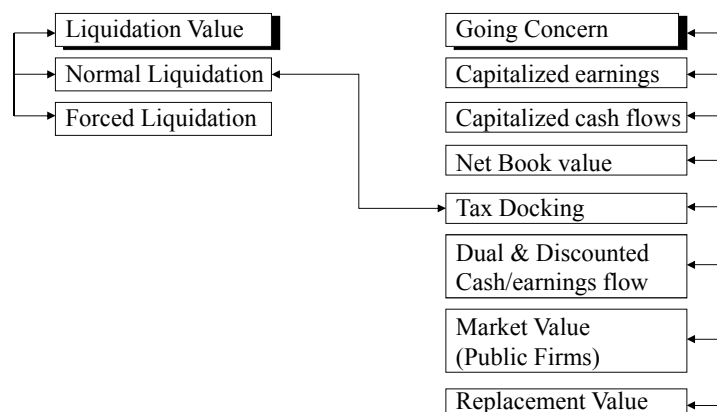 Liquidation Value
Normal Liquidation
Forced Liquidation
Going Concern
Capitalized earnings
Capitalized cash flows
Net Book value
Tax Docking
Dual & Discounted
Cash/earnings flow
Market Value
(Public Firms)
Replacement Value